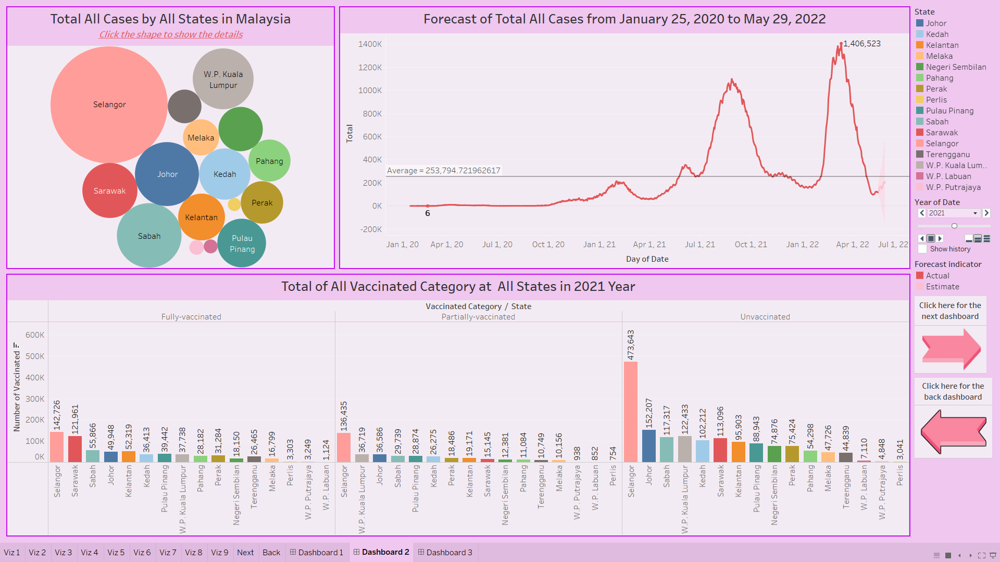 Total All Cases by All States in Malaysia
Click the shape to show the details
Selangor
W.P. Kuala
Lumpur
Melaka
Pahang
Johor
Kedah
Sarawak
Perak
Kelantan
Sabah
Pulau
Pinang
Forecast of Total All Cases from January 25, 2020 to May 29, 2022
Total
1400K
1200K
1000K
800K
600K
400K
200K
0K
-200K
1,406,523
Average = 253,794.721962617
6
Jan 1, 20 Apr 1, 20 Jul 1, 20 Oct 1, 20 Jan 1, 21 Apr 1, 21 Jul 1, 21 Oct 1, 21 Jan 1, 22 Apr 1, 22 Jul 1, 22
Day of Date
State
Johor
Kedah
Kelantan
Melaka
Negeri Sembilan
Pahang
Perak
Perlis
Pulau Pinang
Sabah
Sarawak
Selangor
Terengganu
W.P. Kuala Lum..
W.P. Labuan
W.P. Putrajaya
Year of Date
2021
Show history
Forecast indicator
Actual
Estimate
Click here for the
next dashboard
Click here for the
back dashboard
Total of All Vaccinated Category at  All States in 2021 Year
Vaccinated Category / State
Fully-vaccinated Partially-vaccinated Unvaccinated
Number of Vaccinated
600K
500K
400K
300K
200K
100K
0K
142,726 121,961 55,866 49,948 52,319 36,413 39,442 37,738 28,182 31,284 18,150 26,465 16,799 3,303 3,249 1,124
136,435 36,719 36,586 29,739 28,874 26,275 18,486 19,171 15,145 12,381 11,084 10,749 10,156 938 852 754
473,643 152,207 117,317 122,433 102,212 113,096 95,903 88,943 74,876 75,424 54,298 47,726 44,839 7,110 4,848 3,041
Selangor Sarawak Sabah Johor Kelantan Kedah Pulau Pinang W.P. Kuala Lumpur Pahang Perak Negeri Sembilan Terengganu Melaka Perlis W.P. Putrajaya W.P. Labuan
Selangor W.P. Kuala Lumpur Johor Sabah Pulau Pinang Kedah Perak Kelantan Sarawak Negeri Sembilan Pahang Terengganu Melaka W.P. Putrajaya W.P. Labuan Perlis
Selangor Johor Sabah W.P. Kuala Lumpur Kedah Sarawak Kelantan Pulau Pinang Negeri Sembilan Perak Pahang Melaka Terengganu W.P. Labuan W.P. Putrajaya Perlis
Viz 1 Viz 2 Viz 3 Viz 4 Viz 5 Viz 6 Viz 7 Viz 8 Viz 9 Next Back Dashboard 1 Dashboard 2 Dashboard 3